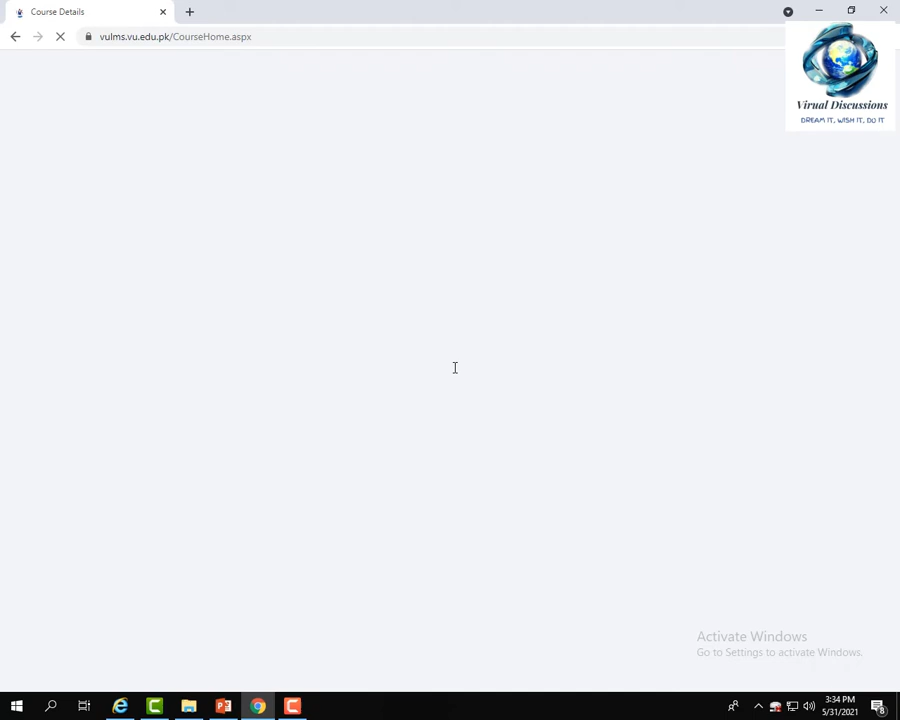 Course Details
vulms.vu.edu.pk/CourseHome.aspx
Virual Discussions
DREAM IT, WISH IT, DO IT
Activate Windows
Go to Settings to activate Windows.
3:34 PM
5/31/2021
8